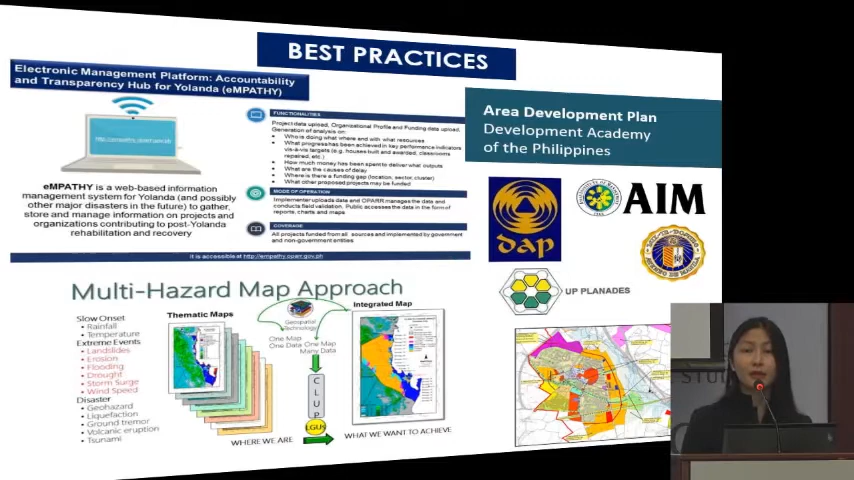 BEST PRACTICES
Electronic Management Platform: Accountability
and Transparency Hub for Yolanda (eMPATHY)
http://empathy.oparr.gov.ph
eMPATHY is a web-based information
management system for Yolanda (and possibly
other major disasters in the future) to gather,
store and manage information on projects and
organizations contributing to post-Yolanda
rehabilitation and recovery
FUNCTIONALITIES
Project data upload, Organizational Profile and Funding data upload,
Generation of analysis on:
• Who is doing what where and with what resources
• What progress has been achieved in key performance indicators
vis-à-vis targets (e.g. houses built and awarded, classrooms
repaired, etc.)
• How much money has been spent to deliver what outputs
• What are the causes of delay
• Where is there a funding gap (location, sector, cluster)
• What other proposed projects may be funded
MODE OF OPERATION
Implementer uploads data and OPARR manages the data and
conducts field validation. Public accesses the data in the form of
reports, charts and maps
COVERAGE
All projects funded from all sources and implemented by government
and non-government entities
It is accessible at http://empathy.oparr.gov.ph
Area Development Plan
Development Academy
of the Philippines
dap
AIM
UP PLANADES
Multi-Hazard Map Approach
Slow Onset
- Rainfall
- Temperature
Extreme Events
- Landslides
- Erosion
- Flooding
- Drought
- Storm Surge
- Wind Speed
Disaster
- Geohazard
- Liquefaction
- Ground tremor
- Volcanic eruption
- Tsunami
Thematic Maps
Geospatial
Technology
One Map
One Data
One Map
Many Data
C
L
U
P
LGUs
Integrated Map
WHERE WE ARE
WHAT WE WANT TO ACHIEVE
STUD